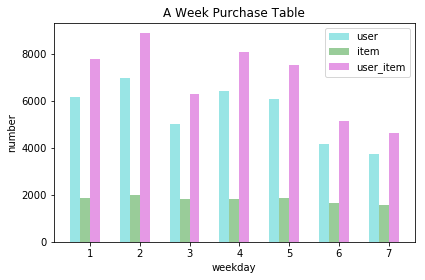 A Week Purchase Table
user
item
user_item
number
8000
6000
4000
2000
0
1 2 3 4 5 6 7
weekday